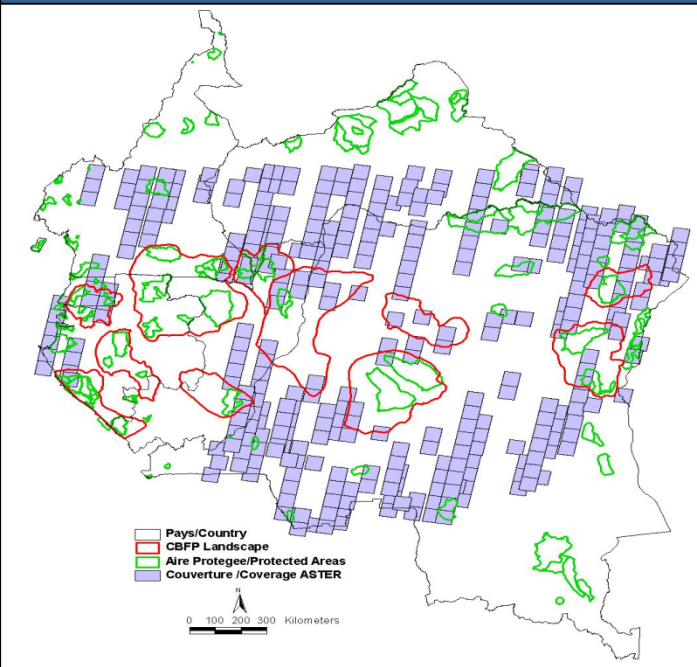 Pays/Country
CBFP Landscape
Aire Protegee/Protected Areas
Couverture /Coverage ASTER
N
0 100 200 300 Kilometers